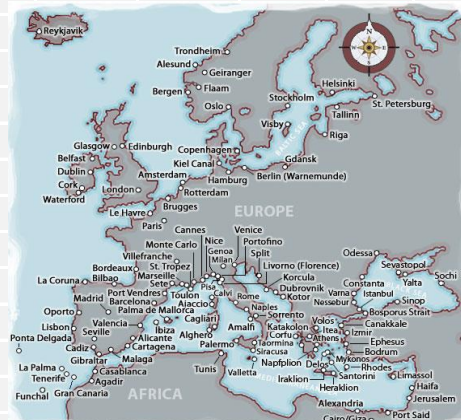 Reykjavik
N
W
E
S
Trondheim
Alesund
Geiranger
Bergen
Flaam
Oslo
Helsinki
Stockholm
St. Petersburg
Tallinn
Visby
Riga
BALTIC SEA
Glasgow
Edinburgh
Copenhagen
Belfast
Kiel Canal
Gdansk
Dublin
Amsterdam
Hamburg
Berlin (Warnemunde)
Cork
London
Rotterdam
Waterford
Brugges
Le Havre
EUROPE
Paris
Cannes
Venice
Monte Carlo
Nice
Portofino
Villefranche
Genoa
Split
Milan
Odessa
Bordeaux
St. Tropez
Livorno (Florence)
Sevastopol
La Coruna
Bilbao
Marseille
Pisa
Korcula
Yalta
Sochi
Sete
Calvi
Dubrovnik
Constanta
Port Vendres
Toulon
Rome
Varna
Istanbul
Madrid
Barcelona
Ajaccio
Kotor
Nessabur
Sinop
Oporto
Palma de Mallorca
Naples
Bosporus Strait
Valencia
Cagliari
Sorrento
Volos
Canakkale
Lisbon
Ibiza
Alghero
Amalfi
Katakolon
Itea
Izmir
Seville
Alicante
Corfu
Athens
Ephesus
Ponta Delgada
Cadiz
Cartagena
Palermo
Taormina
Mykonos
Bodrum
Gibraltar
Malaga
Siracusa
Delos
La Palma
Casablanca
Tunis
Napflion
Rhodes
Limassol
Tenerife
Agadir
Valletta
Santorini
Haifa
Funchal
Gran Canaria
AFRICA
Iraklion
Heraklion
Jerusalem
Alexandria
Port Said
Cairo/Giza